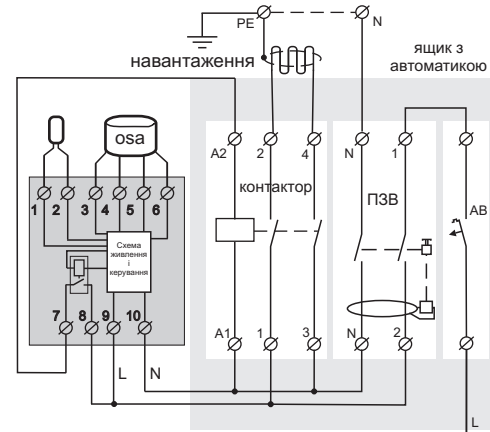 PE
N
навантаження
ящик з
автоматикою
osa
A2
2
4
N
1
контактор
ПЗВ
АВ
1
2
3
4
5
6
Схема
живлення
і
керування
7
8
9
10
A1
1
3
N
2
L
N
L